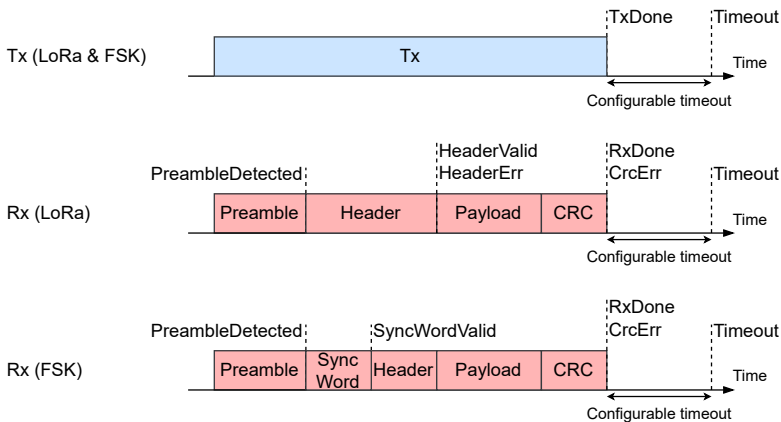 TxDone
Timeout
Tx (LoRa & FSK)
Tx
Time
Configurable timeout
HeaderValid
RxDone
PreambleDetected
HeaderErr
CrcErr
Timeout
Rx (LoRa)
Preamble
Header
Payload
CRC
Time
Configurable timeout
RxDone
PreambleDetected
SyncWordValid
CrcErr
Timeout
Rx (FSK)
Preamble
Sync
Word
Header
Payload
CRC
Time
Configurable timeout